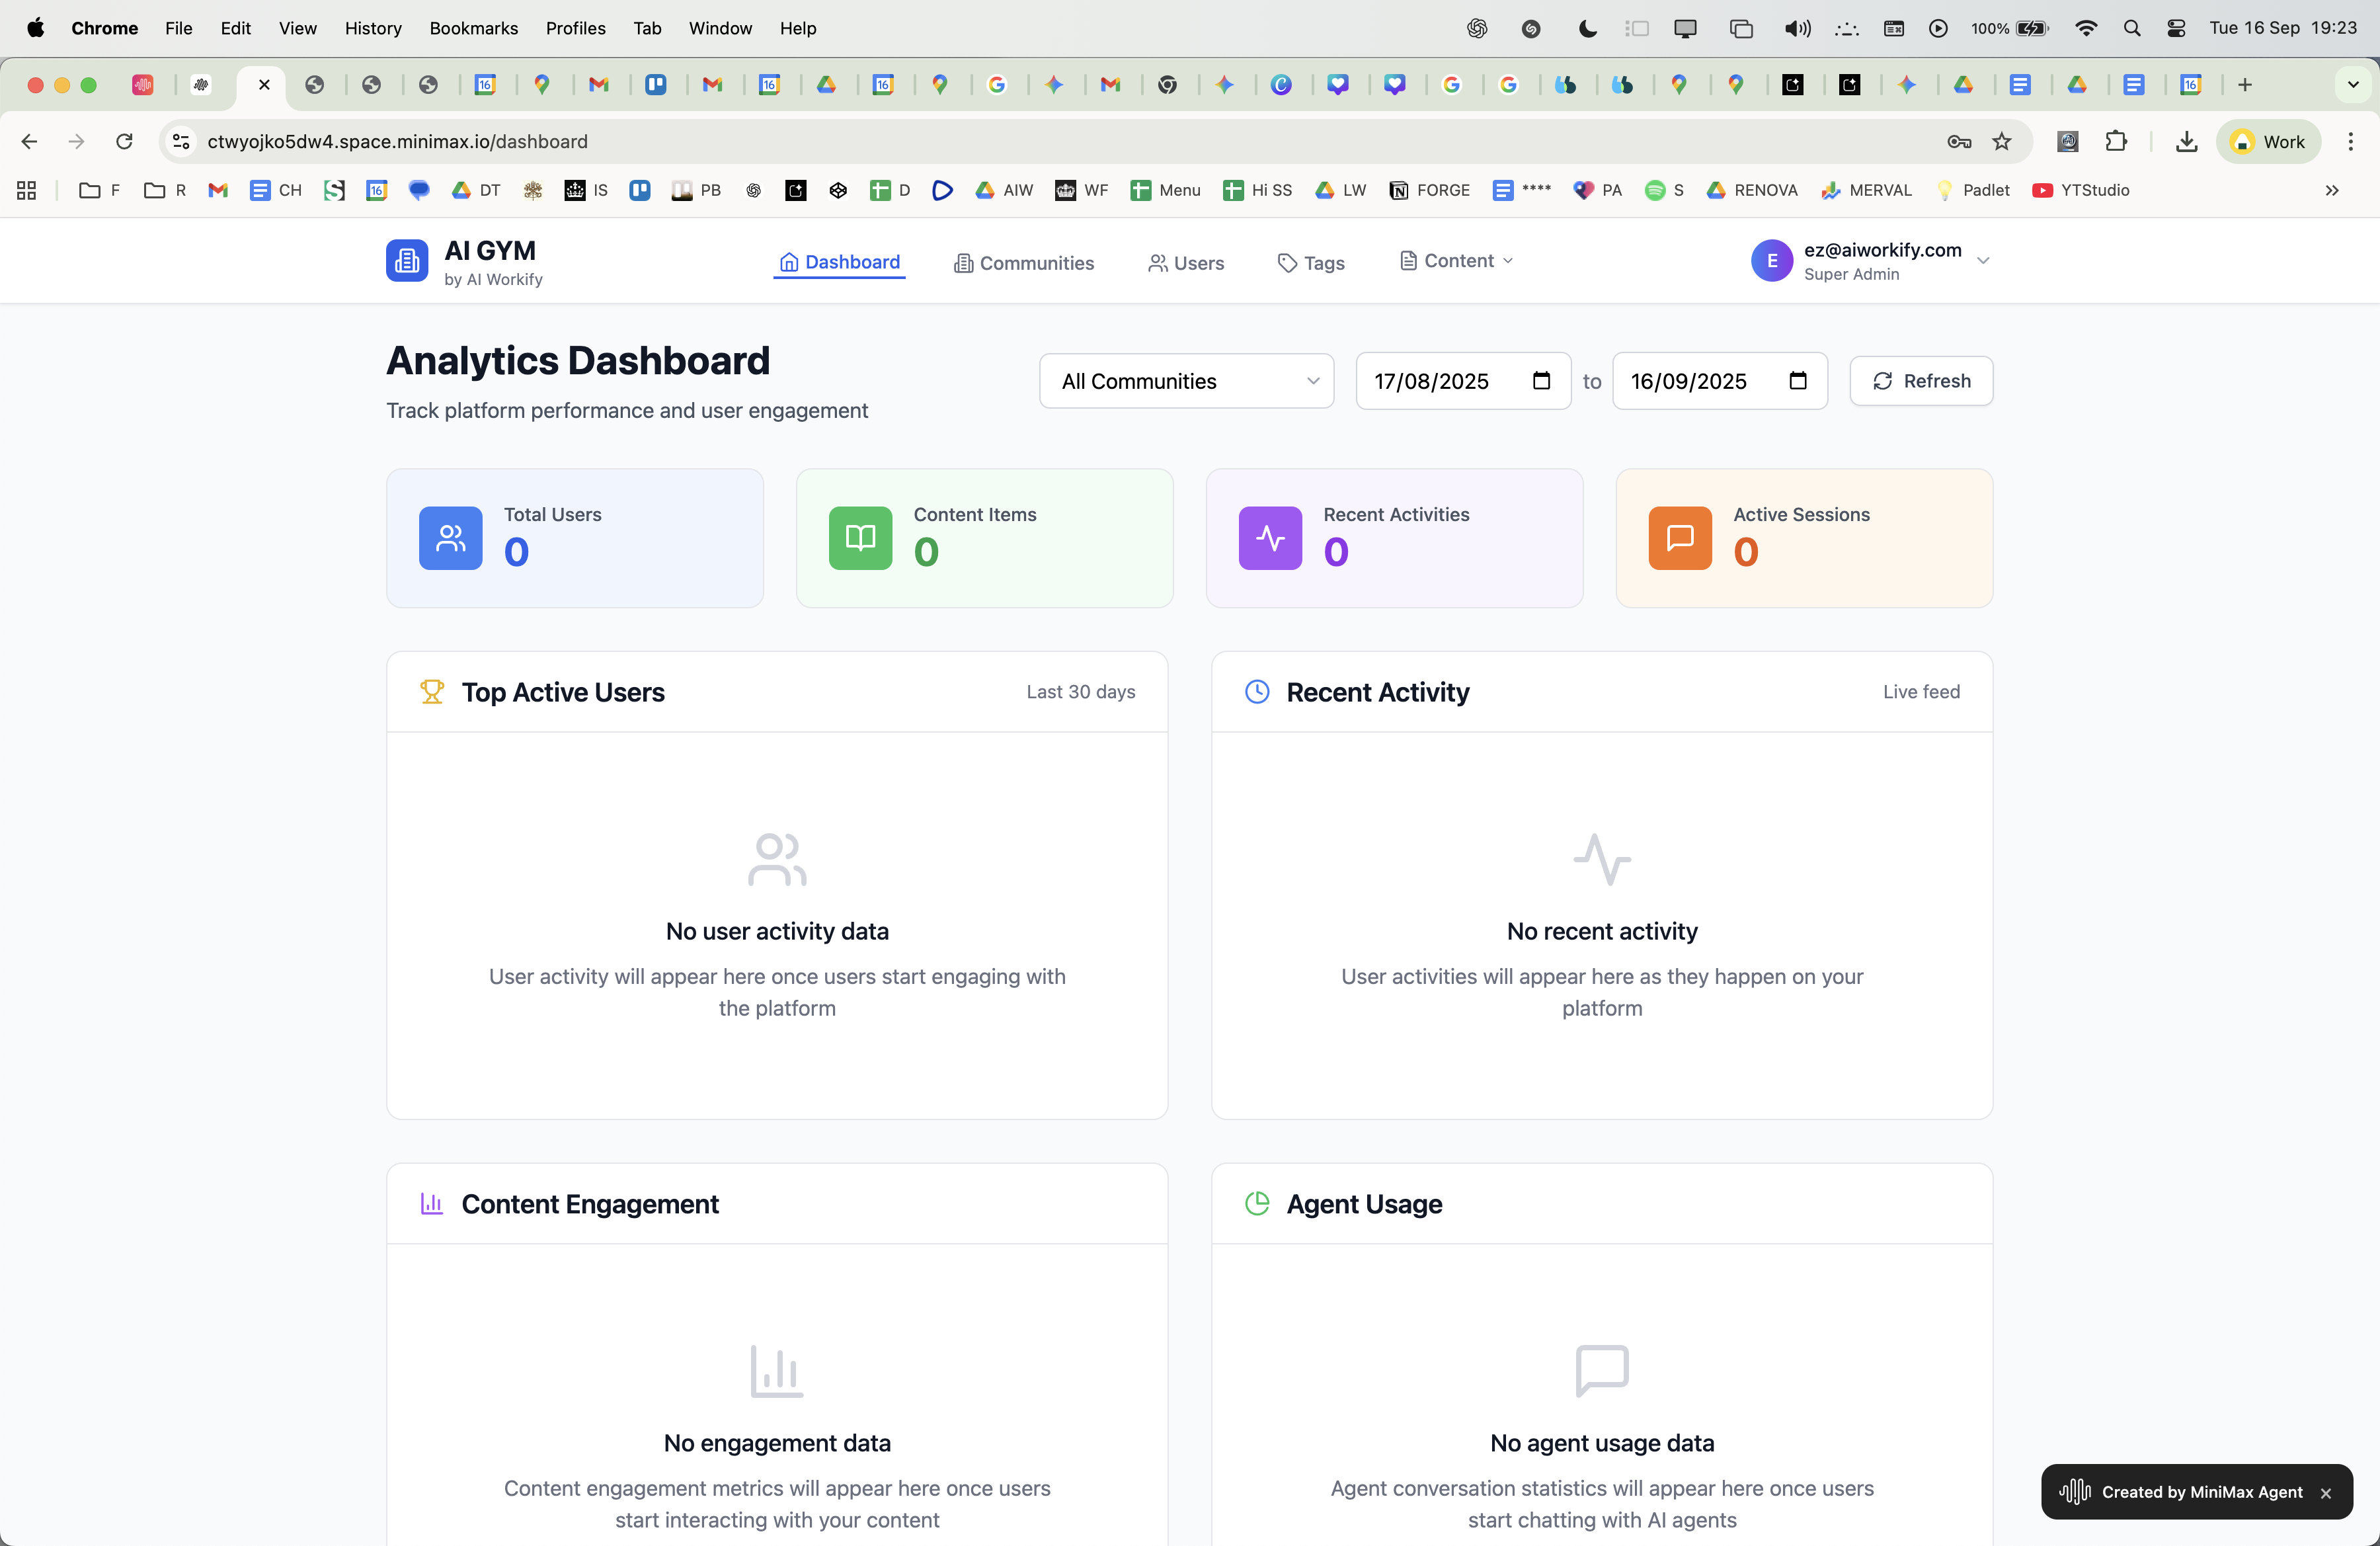 Chrome File Edit View History Bookmarks Profiles Tab Window Help 100% Tue 16 Sep 19:23
16 16 16 16
ctwyojko5dw4.space.minimax.io/dashboard Work
F R CH 16 DT IS PB D AIW WF Menu Hi SS LW FORGE **** PA S RENOVA MERVAL Padlet YTStudio
AI GYM
by AI Workify
Dashboard Communities Users Tags Content
E
ez@aiworkify.com
Super Admin
Analytics Dashboard
Track platform performance and user engagement
All Communities 17/08/2025 to 16/09/2025 Refresh
Total Users
0
Content Items
0
Recent Activities
0
Active Sessions
0
Top Active Users Last 30 days
No user activity data
User activity will appear here once users start engaging with
the platform
Recent Activity Live feed
No recent activity
User activities will appear here as they happen on your
platform
Content Engagement
No engagement data
Content engagement metrics will appear here once users
start interacting with your content
Agent Usage
No agent usage data
Agent conversation statistics will appear here once users
start chatting with AI agents
Created by MiniMax Agent